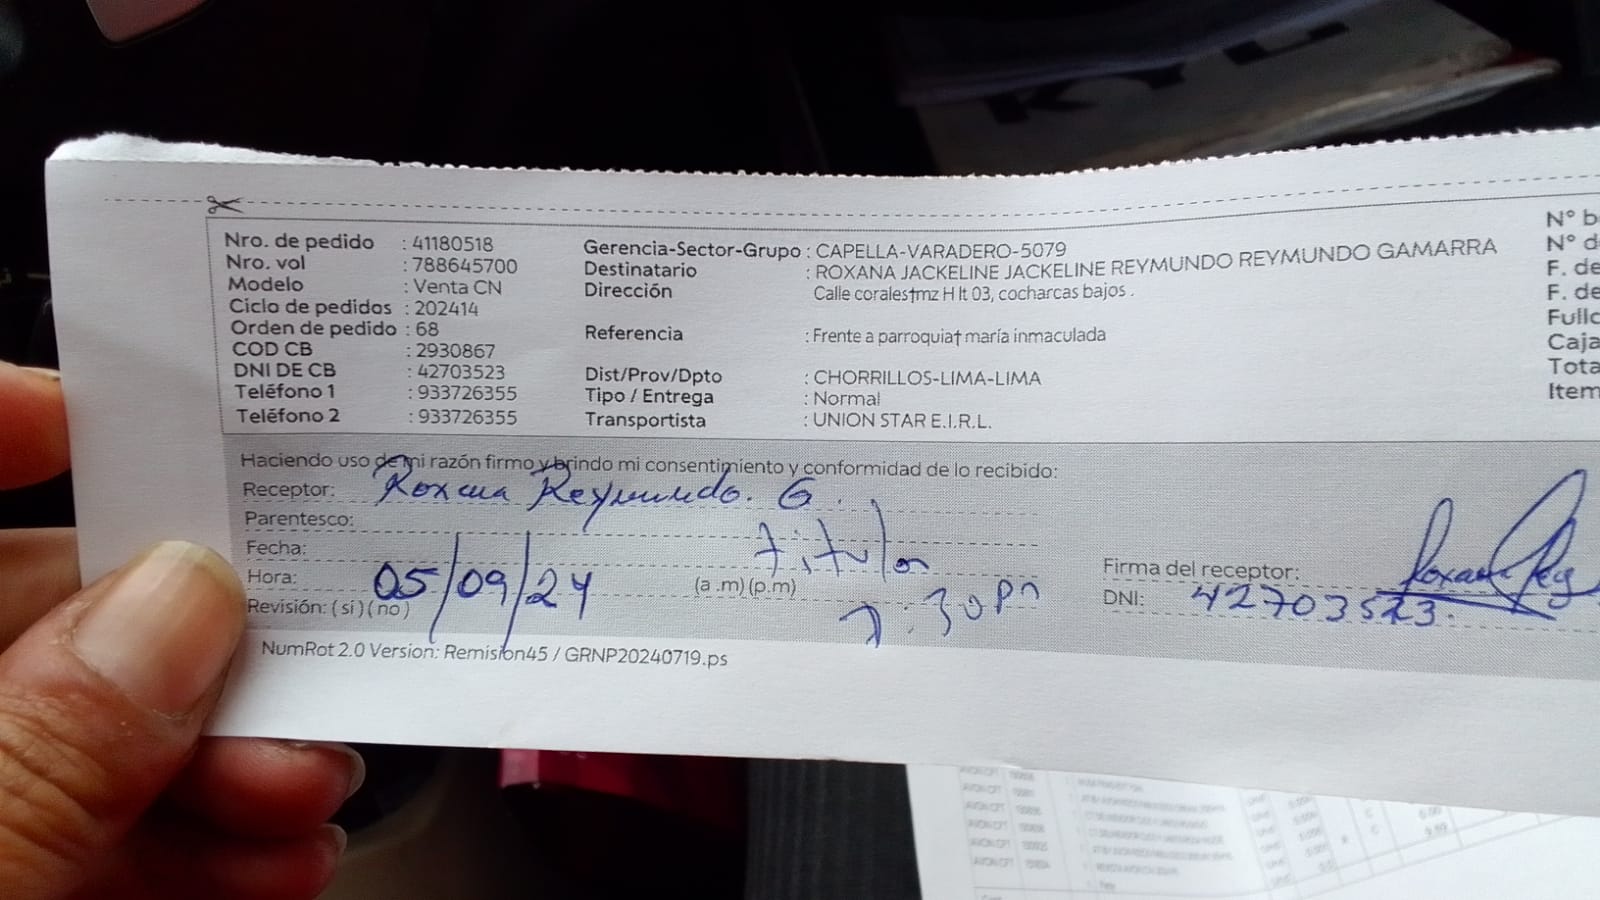 Nro. de pedido : 41180518
Nro. vol : 788645700
Modelo : Venta CN
Ciclo de pedidos : 202414
Orden de pedido : 68
COD CB : 2930867
DNI DE CB : 42703523
Teléfono 1 : 933726355
Teléfono 2 : 933726355
Gerencia-Sector-Grupo : CAPELLA-VARADERO-5079
Destinatario : ROXANA JACKELINE JACKELINE REYMUNDO REYMUNDO GAMARRA
Dirección Calle corales†mz H lt 03, cocharcas bajos .
Referencia : Frente a parroquia† maría inmaculada
Dist/Prov/Dpto : CHORRILLOS-LIMA-LIMA
Tipo / Entrega : Normal
Transportista : UNION STAR E.I.R.L.
N° b
N° d
F. de
F. de
Fullc
Caja
Tota
Item
Haciendo uso de mi razón firmo y brindo mi consentimiento y conformidad de lo recibido:
Receptor: Roxana Reymundo. G.
Parentesco: titular
Fecha: 05/09/24
Hora: (a .m) (p.m) 7:30 pm
Revisión: ( si ) ( no )
Firma del receptor:
DNI: 42703523.
NumRot 2.0 Version: Remision45 / GRNP20240719.ps